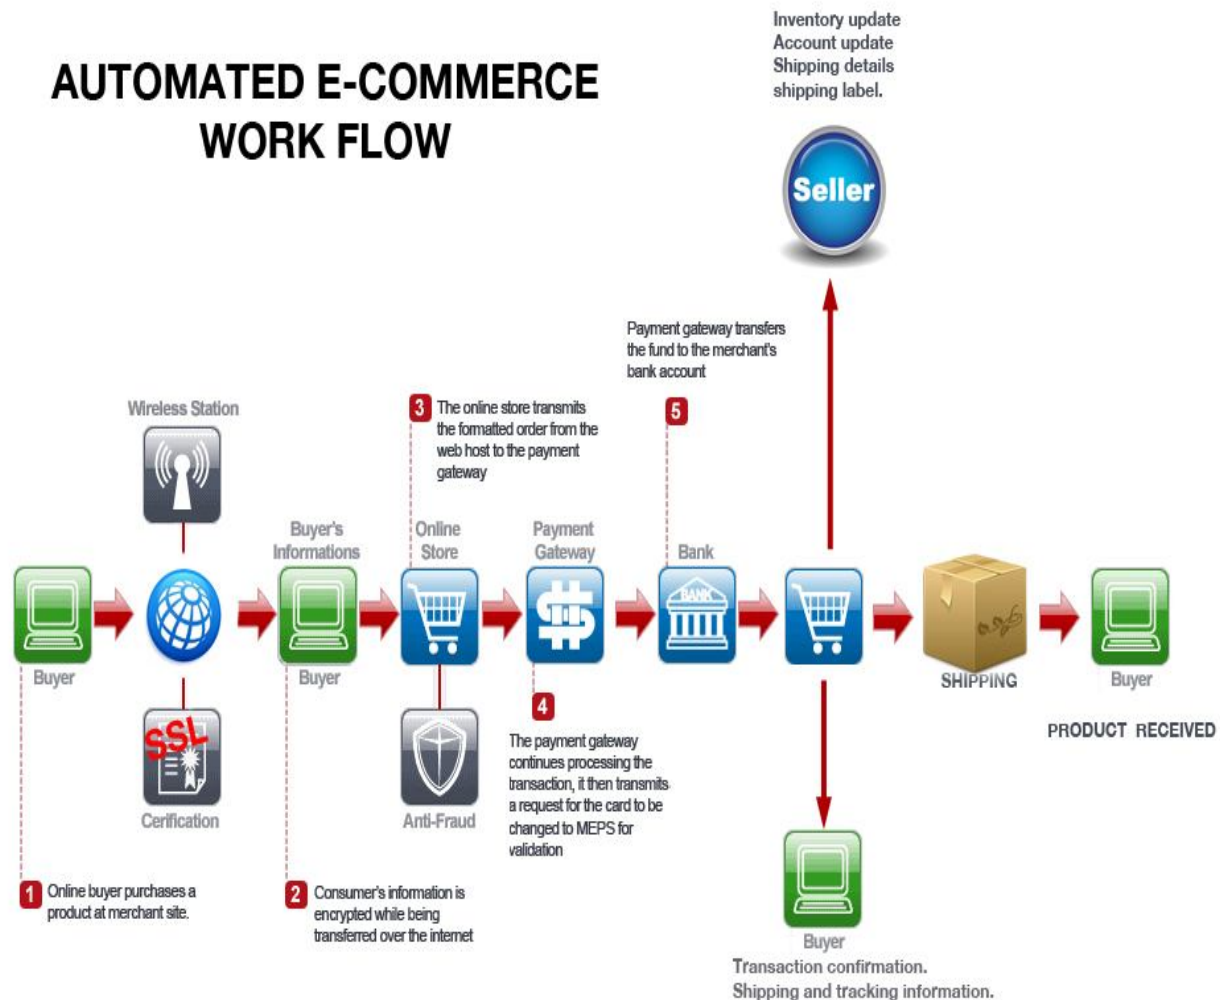 AUTOMATED E-COMMERCE
WORK FLOW
Inventory update
Account update
Shipping details
shipping label.
Seller
Payment gateway transfers
the fund to the merchant's
bank account
5
3
The online store transmits
the formatted order from the
web host to the payment
gateway
Wireless Station
Buyer's
Informations
Online
Store
Payment
Gateway
Bank
BANK
Buyer
Buyer
SHIPPING
Buyer
PRODUCT RECEIVED
SSL
Cerification
Anti-Fraud
4
The payment gateway
continues processing the
transaction, it then transmits
a request for the card to be
changed to MEPS for
validation
1
Online buyer purchases a
product at merchant site.
2
Consumer's information is
encrypted while being
transferred over the internet
Buyer
Transaction confirmation.
Shipping and tracking information.